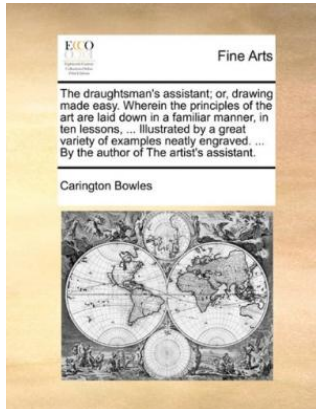 ECCO
Fine Arts
The draughtsman's assistant; or, drawing
made easy. Wherein the principles of the
art are laid down in a familiar manner, in
ten lessons, ... Illustrated by a great
variety of examples neatly engraved. ...
By the author of The artist's assistant.
Carington Bowles